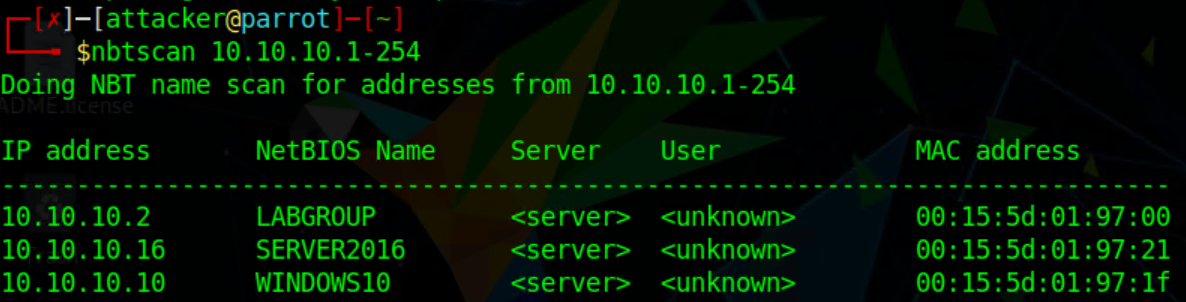 [✗]─[attacker@parrot]─[~]
$nbtscan 10.10.10.1-254
Doing NBT name scan for addresses from 10.10.10.1-254
ADME.license
IP address NetBIOS Name Server User MAC address
------------------------------------------------------------------------------
10.10.10.2 LABGROUP <server> <unknown> 00:15:5d:01:97:00
10.10.10.16 SERVER2016 <server> <unknown> 00:15:5d:01:97:21
10.10.10.10 WINDOWS10 <server> <unknown> 00:15:5d:01:97:1f